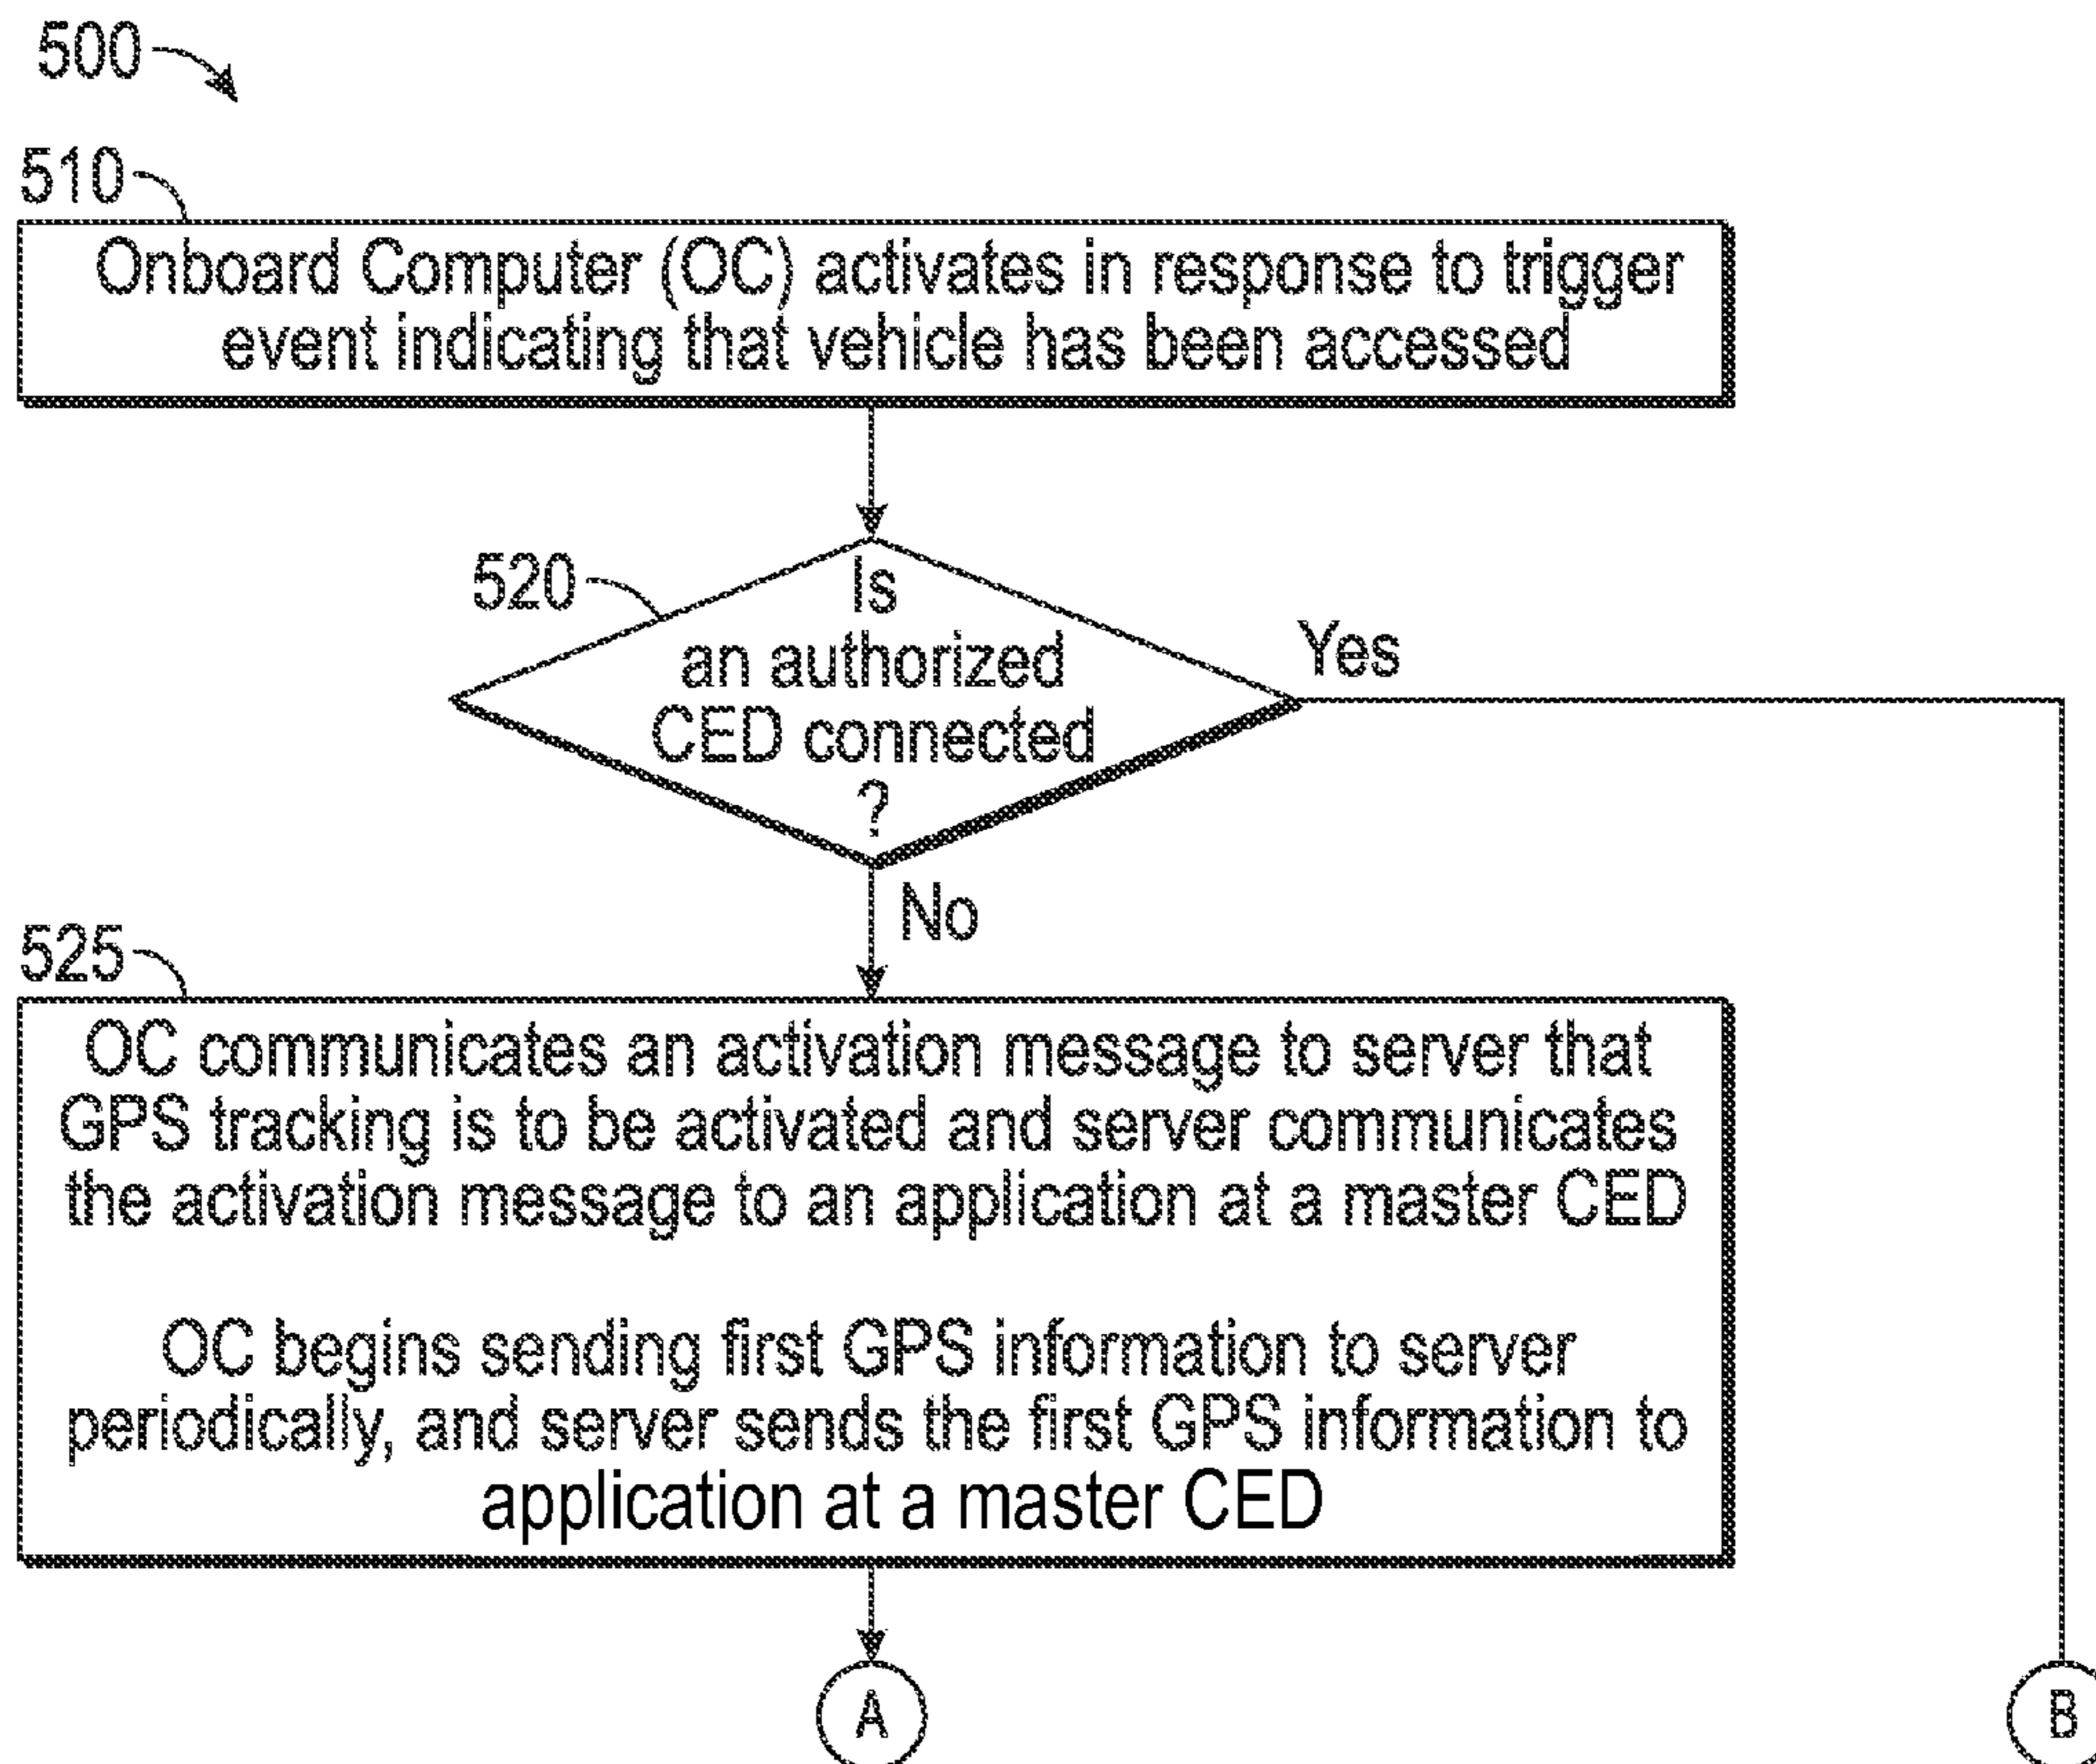 500
510
Onboard Computer (OC) activates in response to trigger
event indicating that vehicle has been accessed
520
Is
an authorized
CED connected
?
Yes
No
525
OC communicates an activation message to server that
GPS tracking is to be activated and server communicates
the activation message to an application at a master CED
OC begins sending first GPS information to server
periodically, and server sends the first GPS information to
application at a master CED
A
B